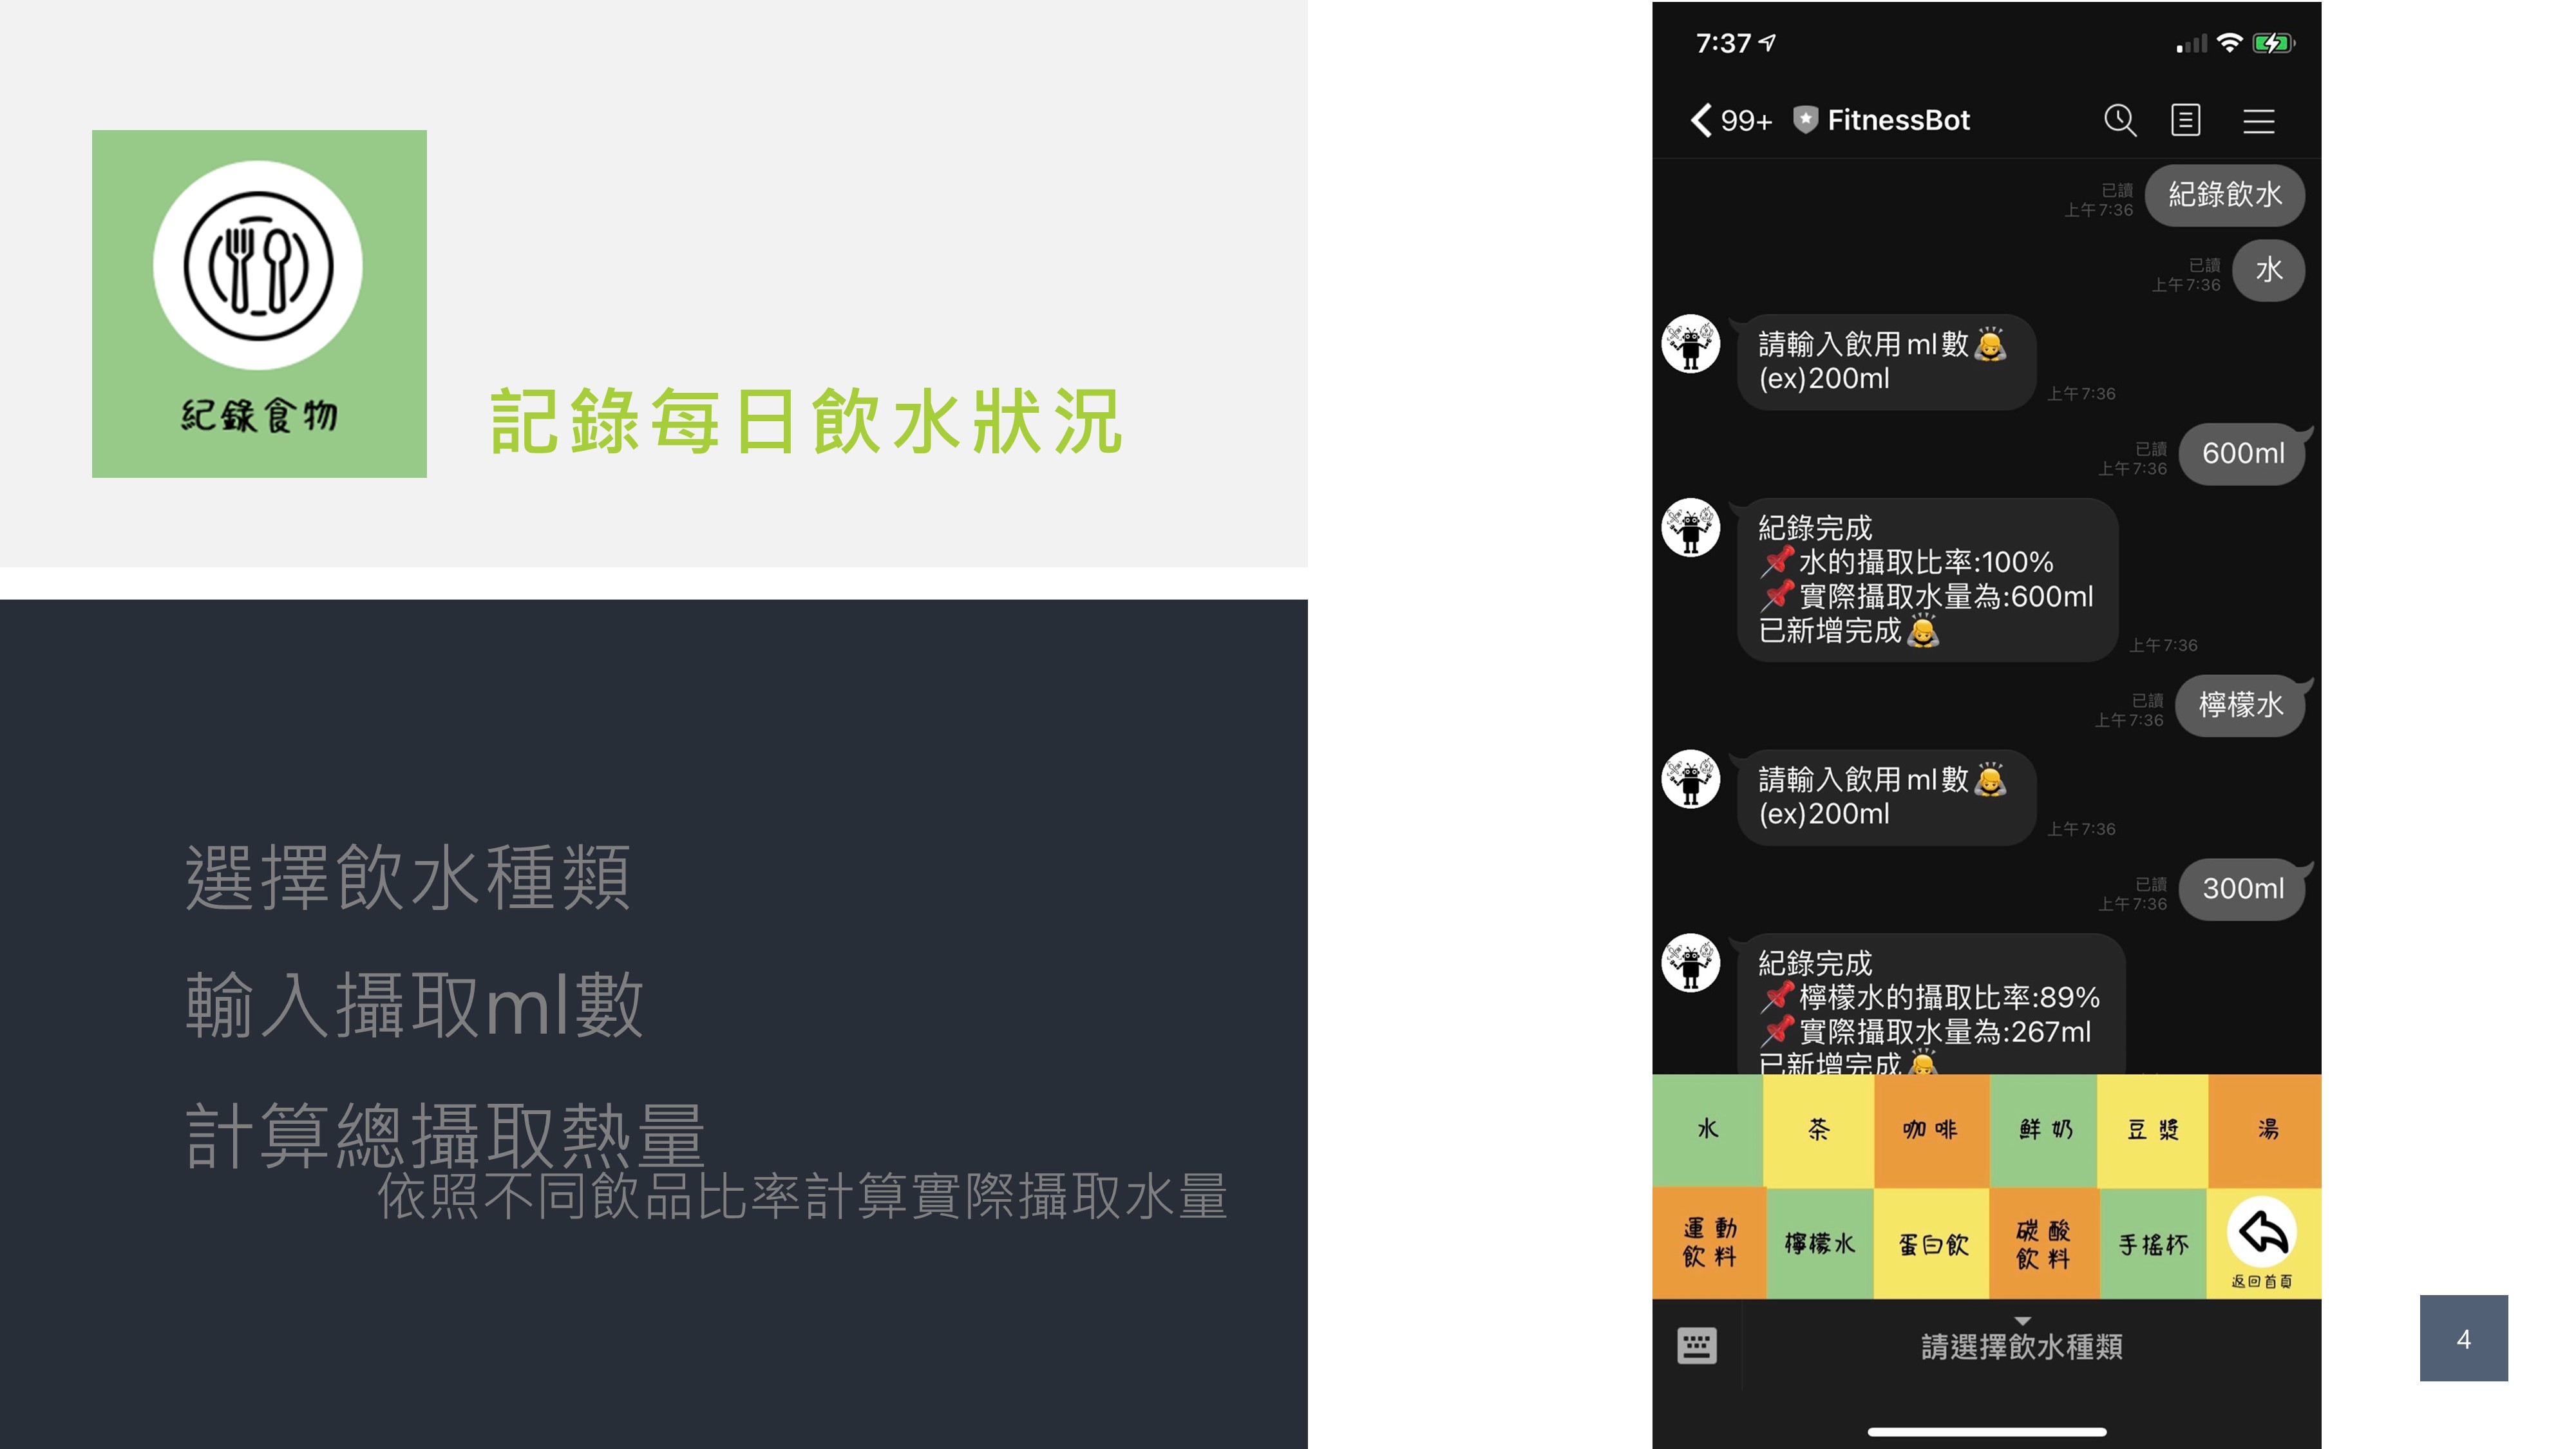 紀錄食物
記錄每日飲水狀況
選擇飲水種類
輸入攝取ml數
計算總攝取熱量
依照不同飲品比率計算實際攝取水量
7:37
99+ FitnessBot
已讀
上午7:36
紀錄飲水
已讀
上午7:36
水
請輸入飲用ml數🙇
(ex)200ml
上午7:36
已讀
上午7:36
600ml
紀錄完成
📌水的攝取比率:100%
📌實際攝取水量為:600ml
已新增完成🙇
上午7:36
已讀
上午7:36
檸檬水
請輸入飲用ml數🙇
(ex)200ml
上午7:36
已讀
上午7:36
300ml
紀錄完成
📌檸檬水的攝取比率:89%
📌實際攝取水量為:267ml
已新增完成🙇
水 茶 咖啡 鮮奶 豆漿 湯
運動
飲料
檸檬水
蛋白飲
碳酸
飲料
手搖杯
返回首頁
請選擇飲水種類
4